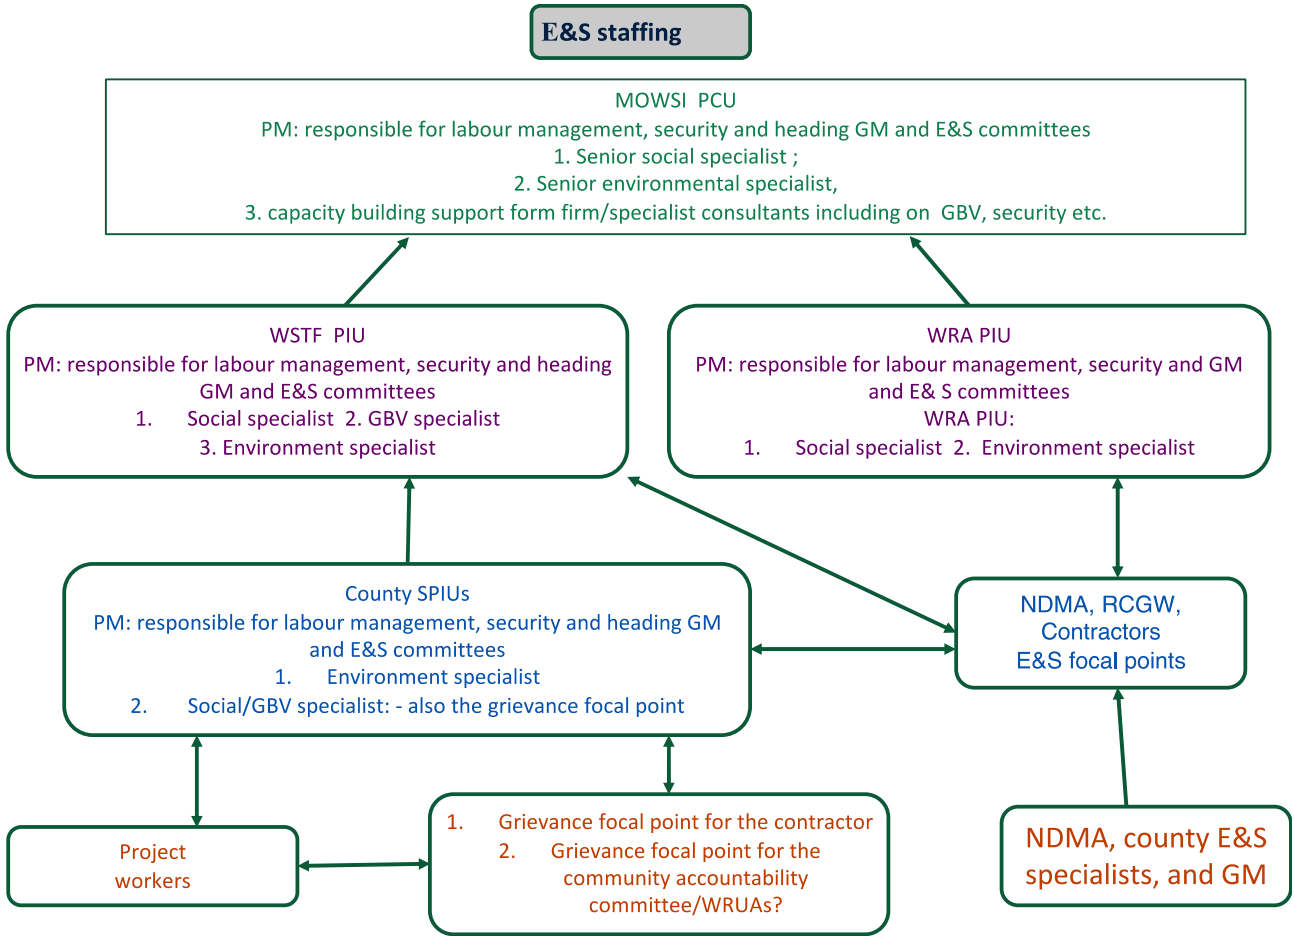 E&S staffing
MOWSI PCU
PM: responsible for labour management, security and heading GM and E&S committees
1. Senior social specialist ;
2. Senior environmental specialist,
3. capacity building support form firm/specialist consultants including on GBV, security etc.
WSTF PIU
PM: responsible for labour management, security and heading
GM and E&S committees
1. Social specialist 2. GBV specialist
3. Environment specialist
WRA PIU
PM: responsible for labour management, security and GM
and E& S committees
WRA PIU:
1. Social specialist 2. Environment specialist
County SPIUs
PM: responsible for labour management, security and heading GM
and E&S committees
1. Environment specialist
2. Social/GBV specialist: - also the grievance focal point
NDMA, RCGW,
Contractors
E&S focal points
Project
workers
1. Grievance focal point for the contractor
2. Grievance focal point for the
community accountability
committee/WRUAs?
NDMA, county E&S
specialists, and GM